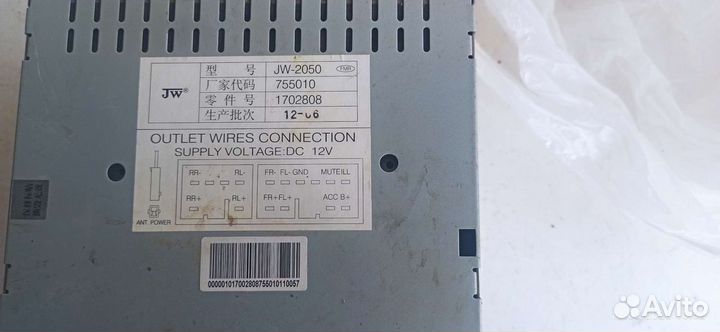 JW®
型 号 JW-2050 FMR
厂家代码 755010
零 件 号 1702808
生产批次 12-06
OUTLET WIRES CONNECTION
SUPPLY VOLTAGE:DC 12V
RR- RL- FR- FL- GND MUTE ILL
RR+ RL+ FR+ FL+ ACC B+
ANT. POWER
000001017002808755010110057
Avito